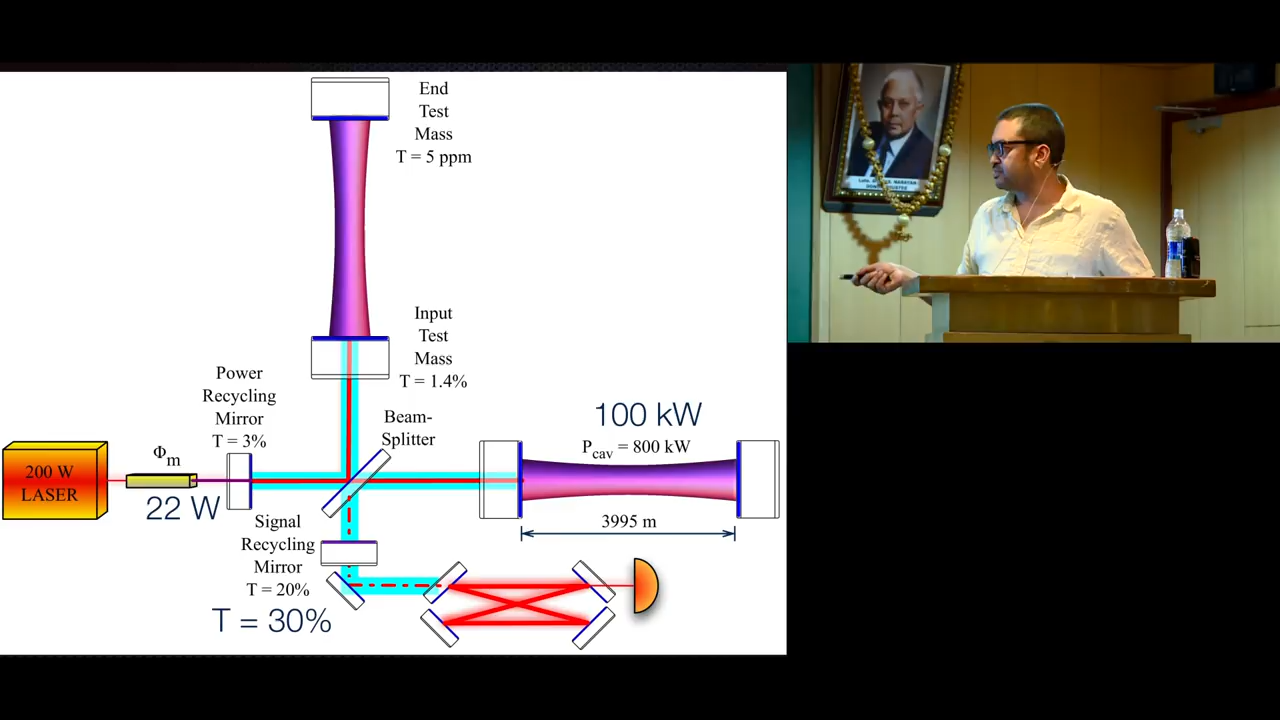 End
Test
Mass
T = 5 ppm
Input
Test
Mass
T = 1.4%
Power
Recycling
Mirror
T = 3%
Beam-
Splitter
100 kW
Pcav = 800 kW
200 W
LASER
Φm
22 W
3995 m
Signal
Recycling
Mirror
T = 20%
T = 30%